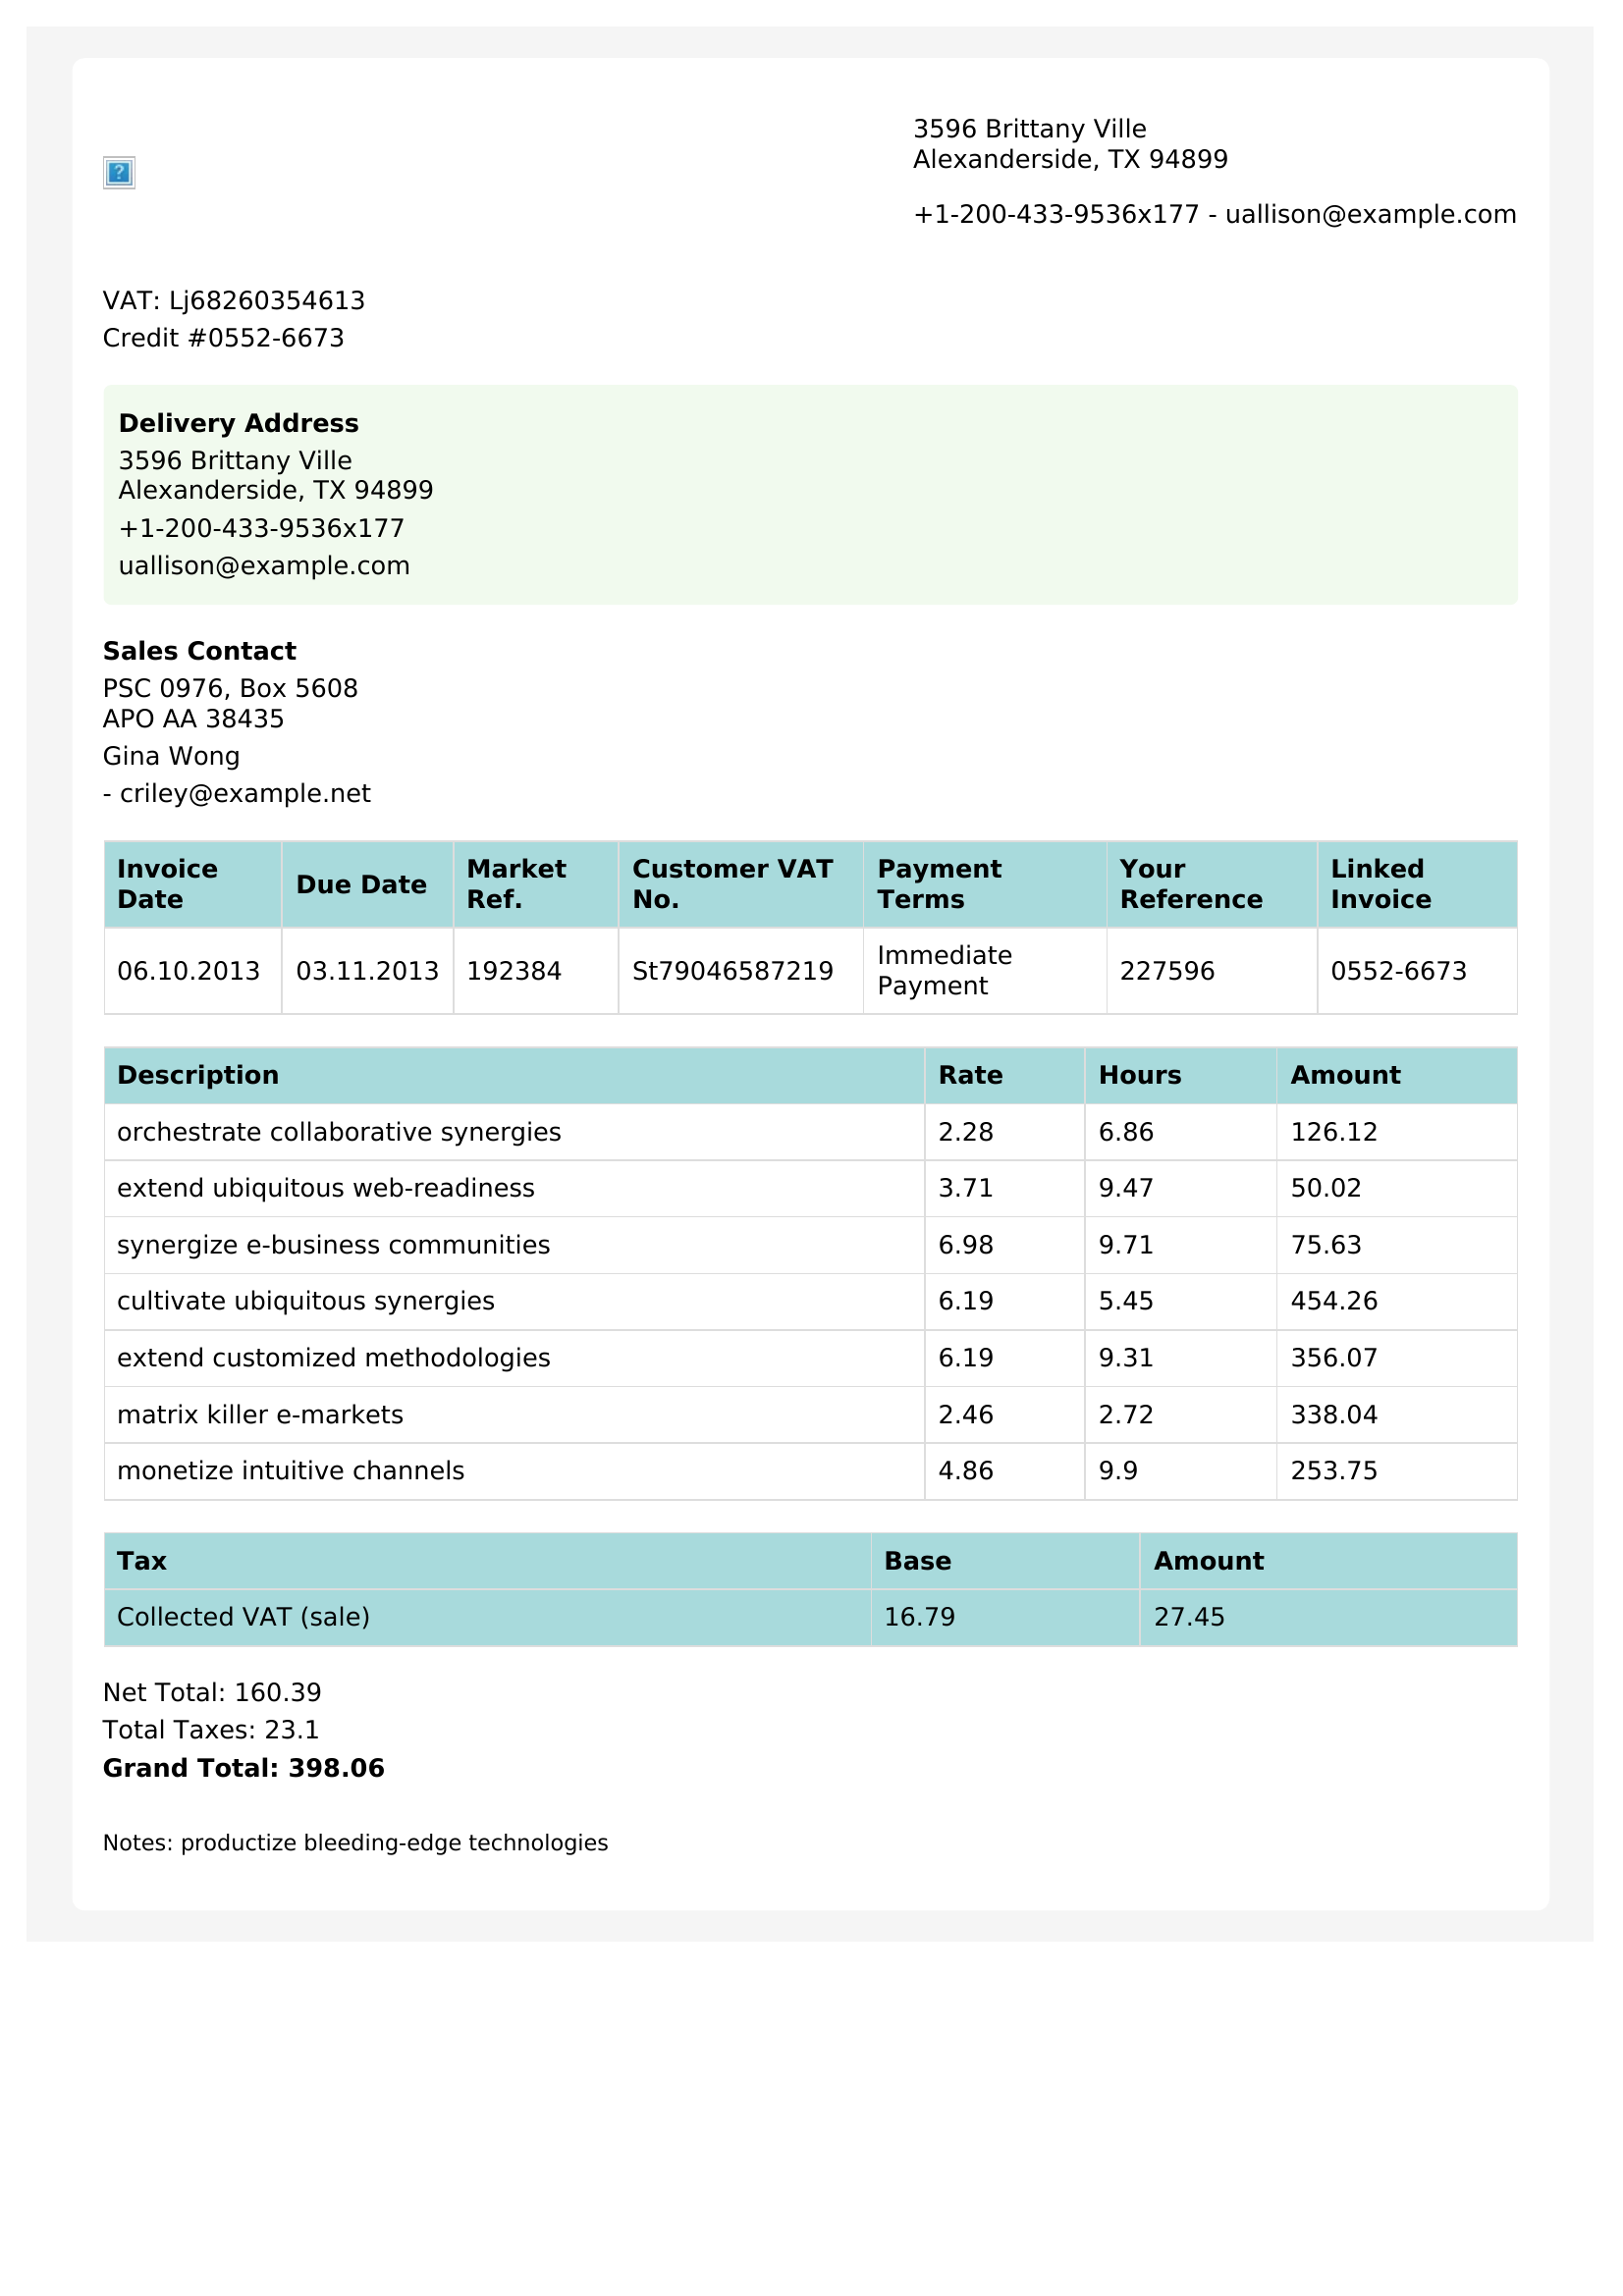 3596 Brittany Ville
Alexanderside, TX 94899
+1-200-433-9536x177 - uallison@example.com
VAT: Lj68260354613
Credit #0552-6673
Delivery Address
3596 Brittany Ville
Alexanderside, TX 94899
+1-200-433-9536x177
uallison@example.com
Sales Contact
PSC 0976, Box 5608
APO AA 38435
Gina Wong
- criley@example.net
Invoice Date Due Date Market Ref. Customer VAT No. Payment Terms Your Reference Linked Invoice
06.10.2013 03.11.2013 192384 St79046587219 Immediate Payment 227596 0552-6673
Description Rate Hours Amount
orchestrate collaborative synergies 2.28 6.86 126.12
extend ubiquitous web-readiness 3.71 9.47 50.02
synergize e-business communities 6.98 9.71 75.63
cultivate ubiquitous synergies 6.19 5.45 454.26
extend customized methodologies 6.19 9.31 356.07
matrix killer e-markets 2.46 2.72 338.04
monetize intuitive channels 4.86 9.9 253.75
Tax Base Amount
Collected VAT (sale) 16.79 27.45
Net Total: 160.39
Total Taxes: 23.1
Grand Total: 398.06
Notes: productize bleeding-edge technologies